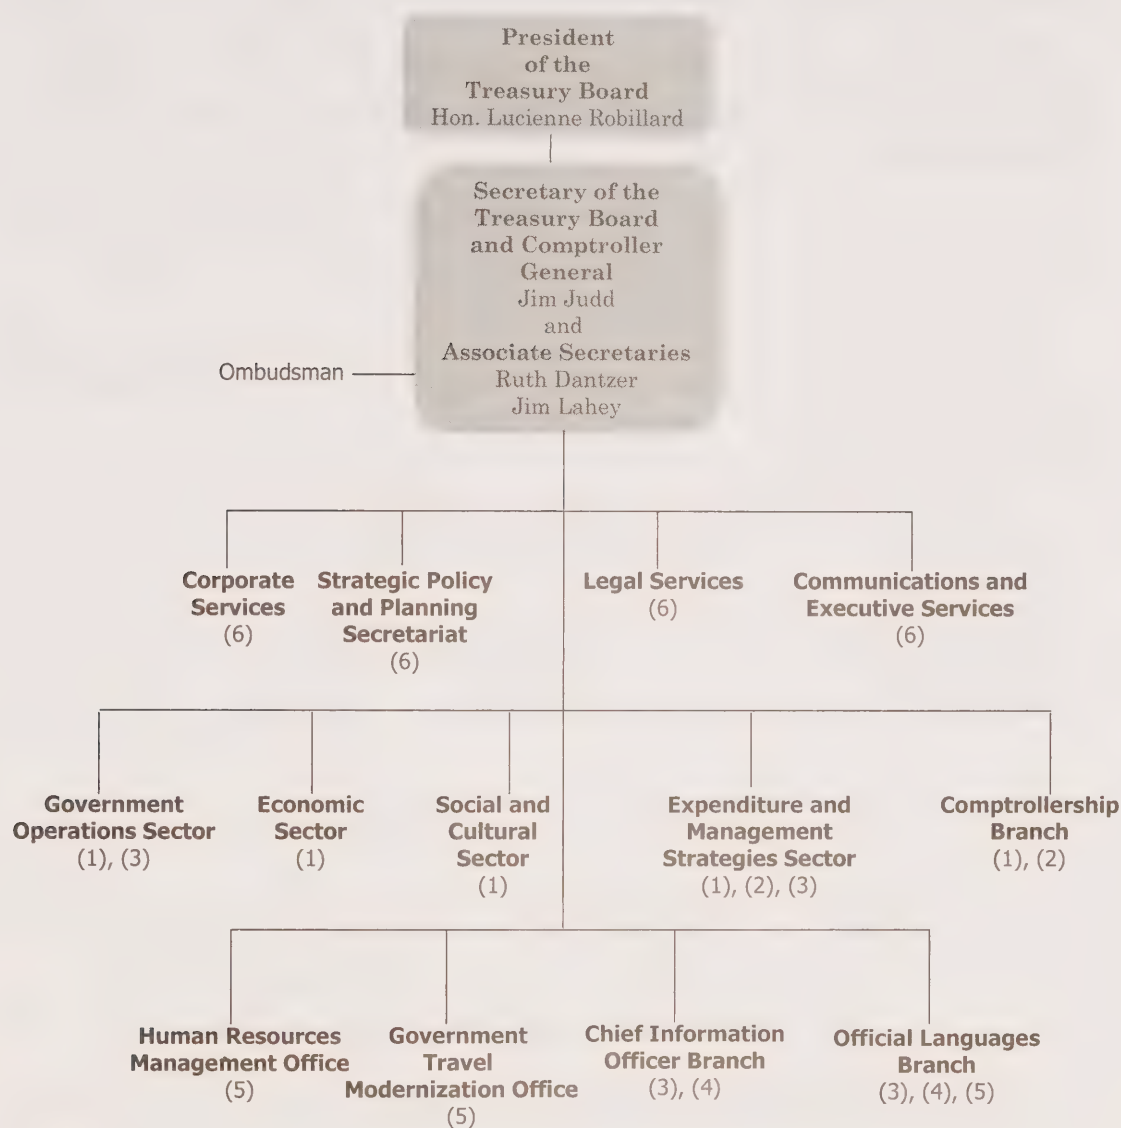 President
of the
Treasury Board
Hon. Lucienne Robillard
Secretary of the
Treasury Board
and Comptroller
General
Jim Judd
and
Associate Secretaries
Ruth Dantzer
Jim Lahey
Ombudsman
Corporate
Services
(6)
Strategic Policy
and Planning
Secretariat
(6)
Legal Services
(6)
Communications and
Executive Services
(6)
Government
Operations Sector
(1), (3)
Economic
Sector
(1)
Social and
Cultural
Sector
(1)
Expenditure and
Management
Strategies Sector
(1), (2), (3)
Comptrollership
Branch
(1), (2)
Human Resources
Management Office
(5)
Government
Travel
Modernization Office
(5)
Chief Information
Officer Branch
(3), (4)
Official Languages
Branch
(3), (4), (5)